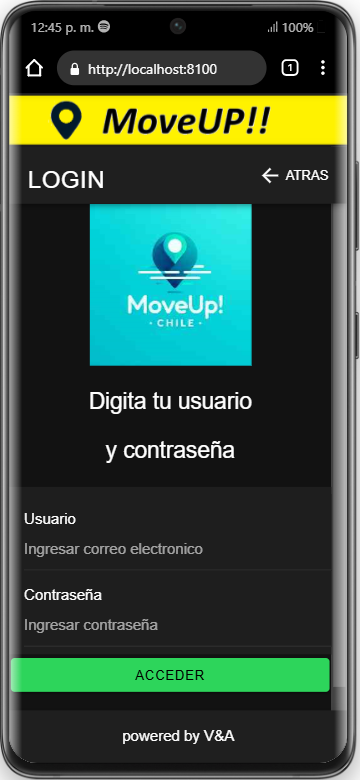 12:45 p. m.
100%
http://localhost:8100
1
MoveUP!!
LOGIN
ATRAS
MoveUp!
· CHILE ·
Digita tu usuario
y contraseña
Usuario
Ingresar correo electronico
Contraseña
Ingresar contraseña
ACCEDER
powered by V&A